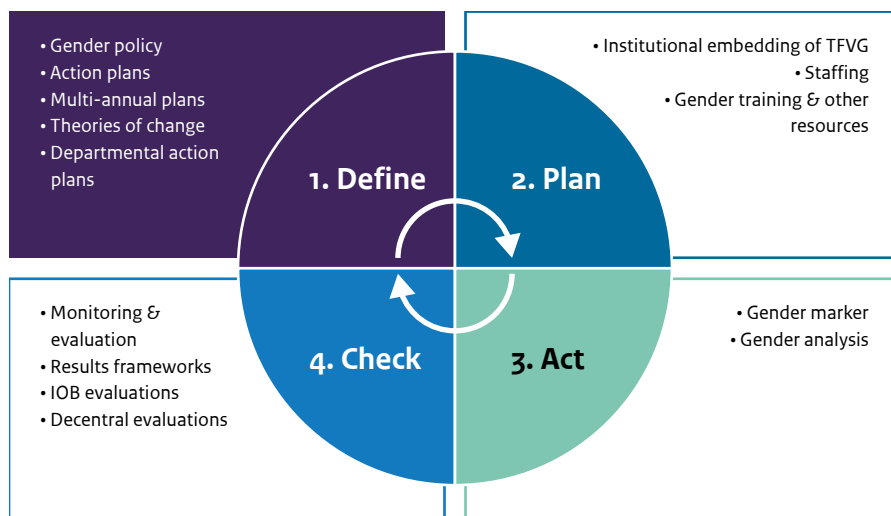 • Gender policy
• Action plans
• Multi-annual plans
• Theories of change
• Departmental action
plans
1. Define
• Institutional embedding of TFVG
• Staffing
• Gender training & other
resources
2. Plan
• Monitoring &
evaluation
• Results frameworks
• IOB evaluations
• Decentral evaluations
4. Check
• Gender marker
• Gender analysis
3. Act